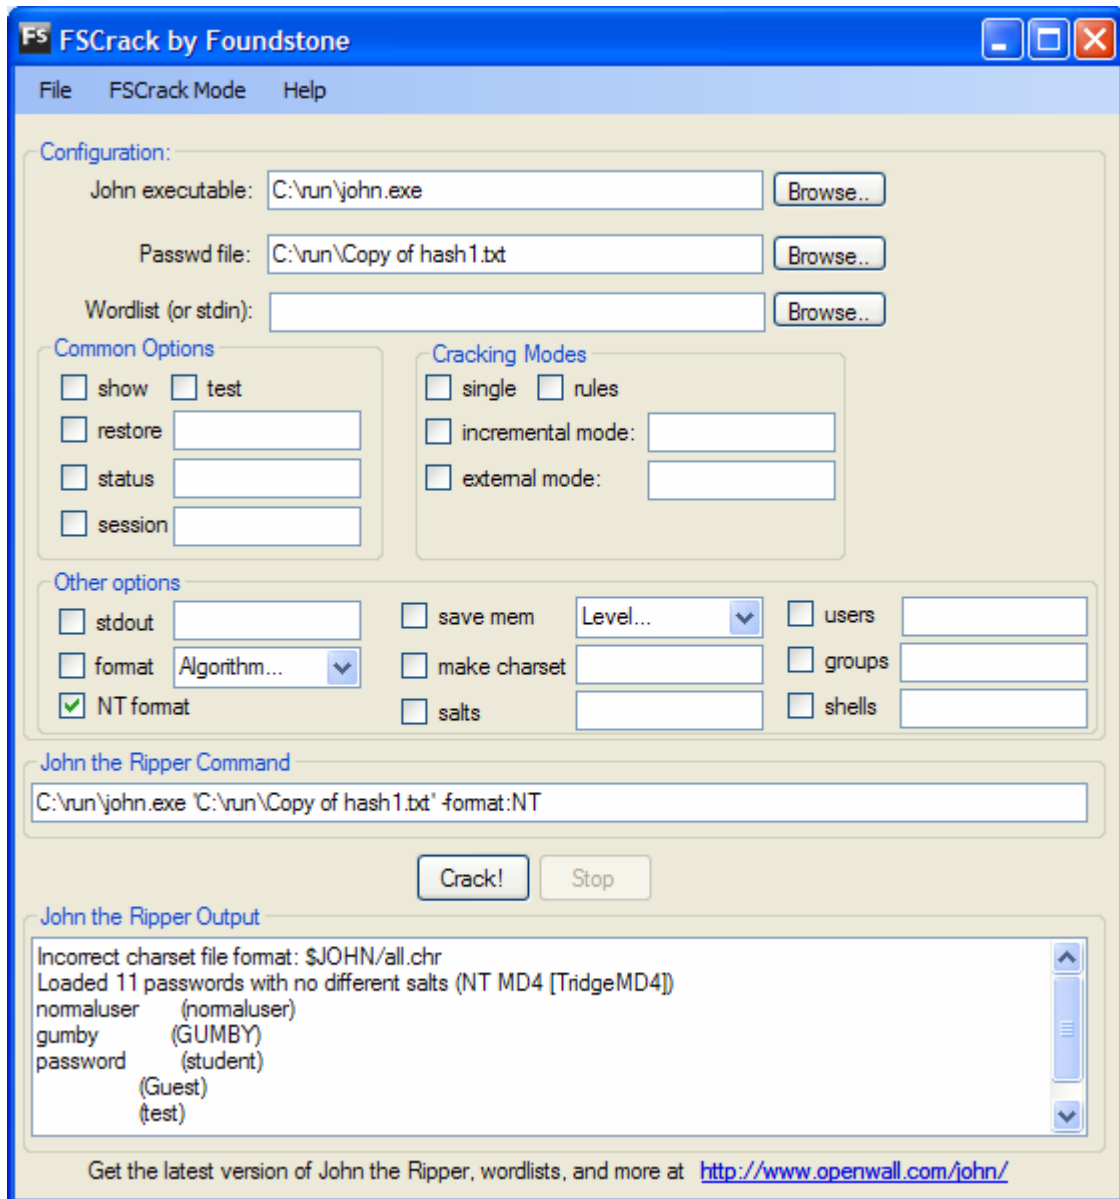 FS FSCrack by Foundstone
File FSCrack Mode Help
Configuration:
John executable: C:\run\john.exe Browse..
Passwd file: C:\run\Copy of hash1.txt Browse..
Wordlist (or stdin): Browse..
Common Options
show test
restore
status
session
Cracking Modes
single rules
incremental mode:
external mode:
Other options
stdout
format Algorithm...
NT format
save mem Level...
make charset
salts
users
groups
shells
John the Ripper Command
C:\run\john.exe 'C:\run\Copy of hash1.txt' -format:NT
Crack! Stop
John the Ripper Output
Incorrect charset file format: $JOHN/all.chr
Loaded 11 passwords with no different salts (NT MD4 [TridgeMD4])
normaluser (normaluser)
gumby (GUMBY)
password (student)
(Guest)
(test)
Get the latest version of John the Ripper, wordlists, and more at http://www.openwall.com/john/